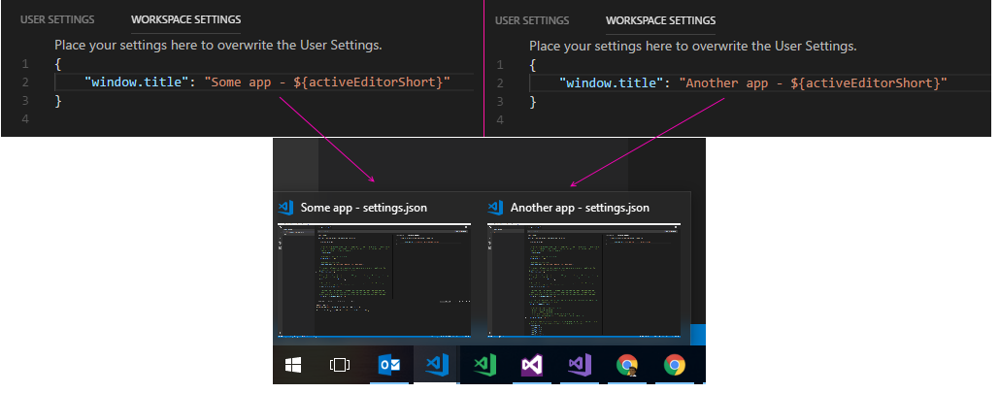 USER SETTINGS WORKSPACE SETTINGS
Place your settings here to overwrite the User Settings.
1 {
2 "window.title": "Some app - ${activeEditorShort}"
3 }
4
USER SETTINGS WORKSPACE SETTINGS
Place your settings here to overwrite the User Settings.
1 {
2 "window.title": "Another app - ${activeEditorShort}"
3 }
4
Some app - settings.json
Another app - settings.json